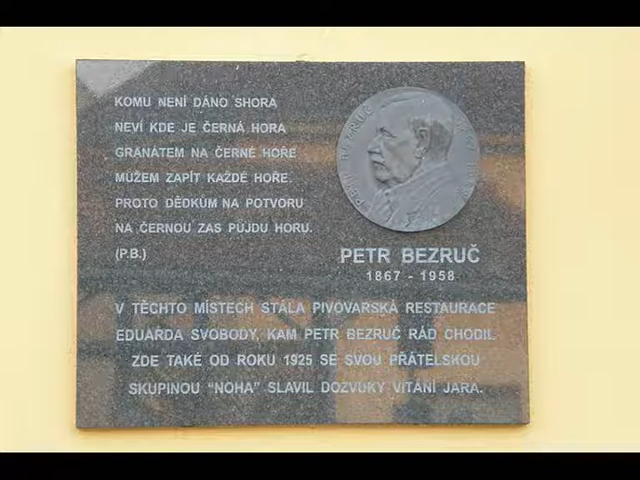 KOMU NENÍ DÁNO SHORA
NEVÍ KDE JE ČERNÁ HORA
GRANÁTEM NA ČERNÉ HOŘE
MŮŽEM ZAPÍT KAŽDÉ HOŘE.
PROTO DĚDKŮM NA POTVORU
NA ČERNOU ZAS PŮJDU HORU.
(P.B.)
PETR BEZRUČ
PETR BEZRUČ
1867 - 1958
V TĚCHTO MÍSTECH STÁLA PIVOVARSKÁ RESTAURACE
EDUARDA SVOBODY, KAM PETR BEZRUČ RÁD CHODIL
ZDE TAKÉ OD ROKU 1925 SE SVOU PŘÁTELSKOU
SKUPINOU "NOHA" SLAVIL DOZVUKY VÍTÁNÍ JARA.